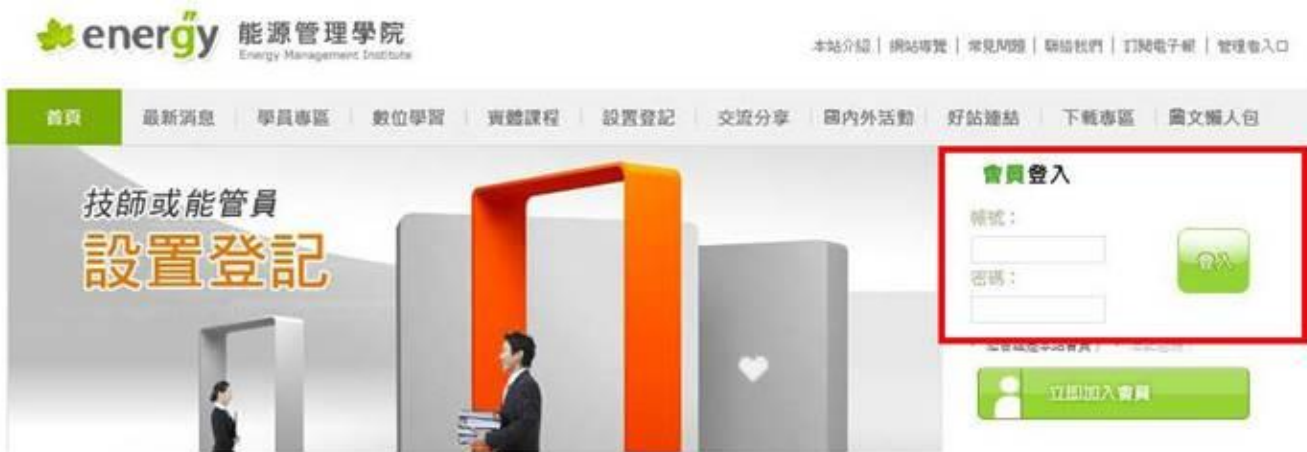 energy 能源管理學院
Energy Management Institute
本站介紹 | 網站導覽 | 常見問題 | 聯絡我們 | 訂閱電子報 | 管理者入口
首頁 最新消息 學員專區 數位學習 實體課程 設置登記 交流分享 國內外活動 好站連結 下載專區 圖文懶人包
技師或能管員
設置登記
會員登入
帳號：
登入
密碼：
立即加入會員